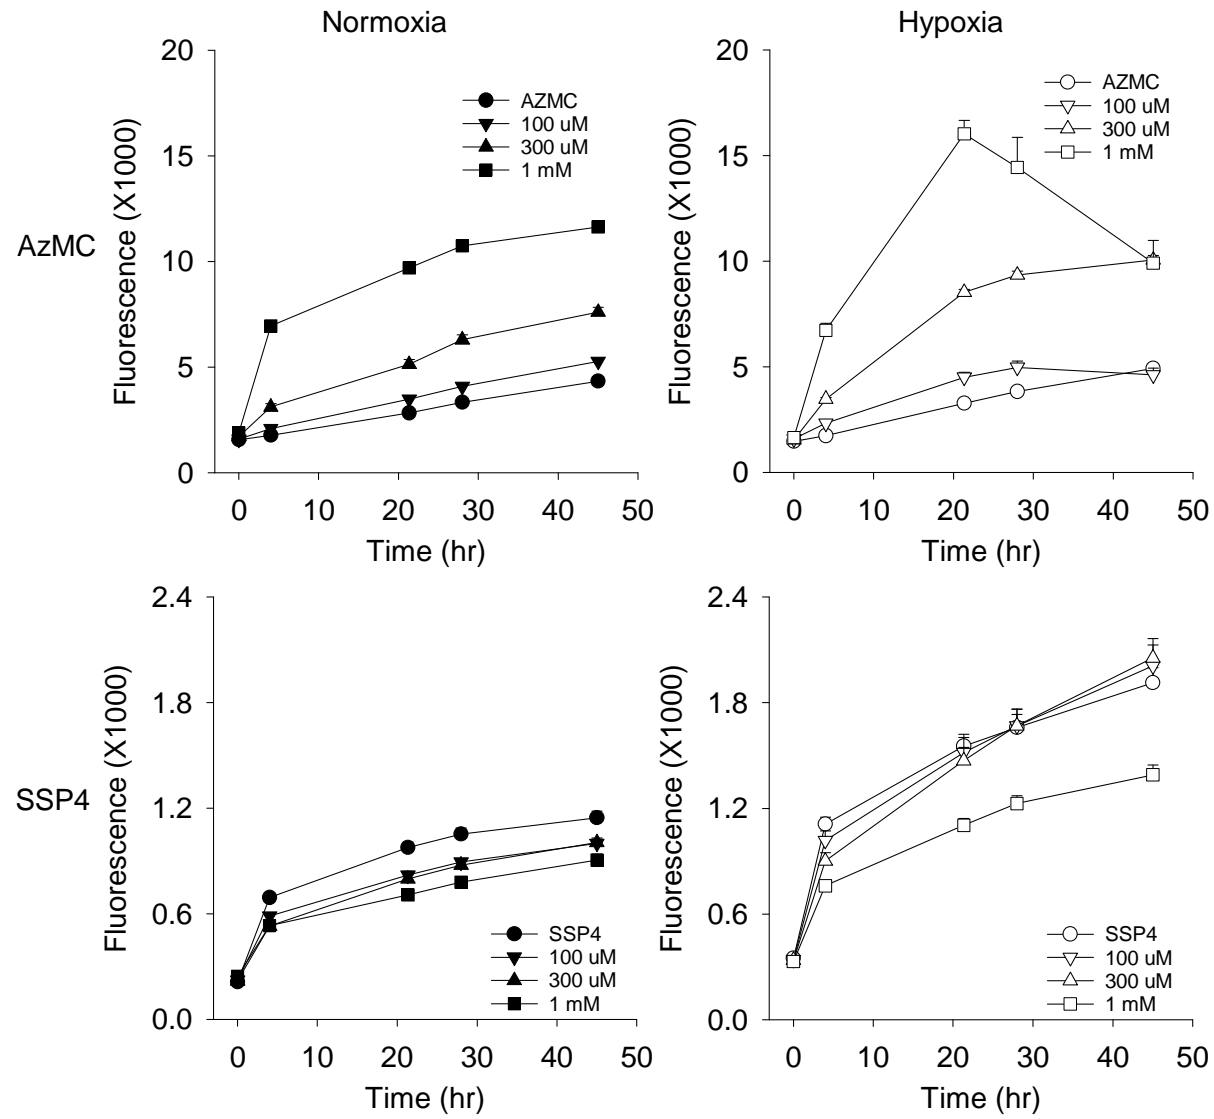 Normoxia
Hypoxia
AzMC
Fluorescence (X1000)
20
15
10
5
0
AZMC
100 uM
300 uM
1 mM
0 10 20 30 40 50
Time (hr)
Fluorescence (X1000)
20
15
10
5
0
AZMC
100 uM
300 uM
1 mM
0 10 20 30 40 50
Time (hr)
SSP4
Fluorescence (X1000)
2.4
1.8
1.2
0.6
0.0
SSP4
100 uM
300 uM
1 mM
0 10 20 30 40 50
Time (hr)
Fluorescence (X1000)
2.4
1.8
1.2
0.6
0.0
SSP4
100 uM
300 uM
1 mM
0 10 20 30 40 50
Time (hr)